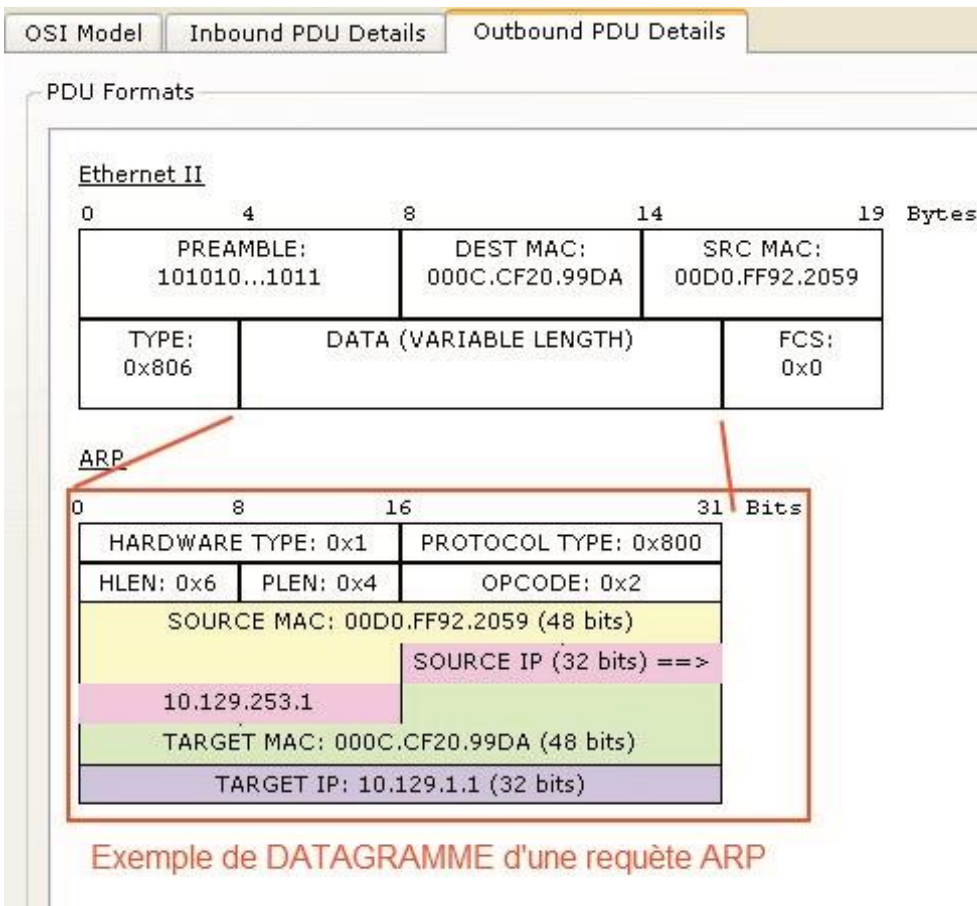 OSI Model Inbound PDU Details Outbound PDU Details
PDU Formats
Ethernet II
0 4 8 14 19 Bytes
PREAMBLE: DEST MAC: SRC MAC:
101010...1011 000C.CF20.99DA 00D0.FF92.2059
TYPE: DATA (VARIABLE LENGTH) FCS:
0x806 0x0
ARP
0 8 16 31 Bits
HARDWARE TYPE: 0x1 PROTOCOL TYPE: 0x800
HLEN: 0x6 PLEN: 0x4 OPCODE: 0x2
SOURCE MAC: 00D0.FF92.2059 (48 bits)
SOURCE IP (32 bits) ==>
10.129.253.1
TARGET MAC: 000C.CF20.99DA (48 bits)
TARGET IP: 10.129.1.1 (32 bits)
Exemple de DATAGRAMME d'une requète ARP